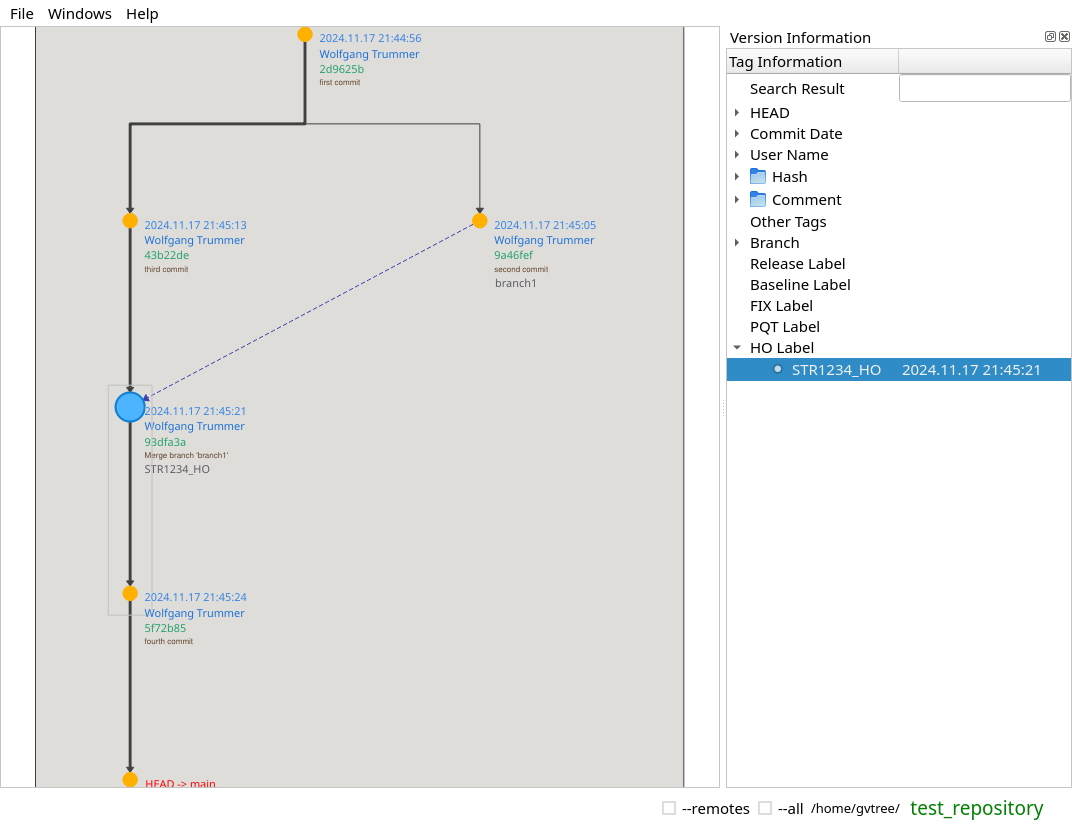 File Windows Help
2024.11.17 21:44:56
Wolfgang Trummer
2d9625b
first commit
2024.11.17 21:45:13
Wolfgang Trummer
43b22de
third commit
2024.11.17 21:45:05
Wolfgang Trummer
9a46fef
second commit
branch1
2024.11.17 21:45:21
Wolfgang Trummer
93dfa3a
Merge branch 'branch1'
STR1234_HO
2024.11.17 21:45:24
Wolfgang Trummer
5f72b85
fourth commit
HEAD -> main
Version Information
Tag Information
Search Result
HEAD
Commit Date
User Name
Hash
Comment
Other Tags
Branch
Release Label
Baseline Label
FIX Label
PQT Label
HO Label
STR1234_HO 2024.11.17 21:45:21
--remotes --all /home/gvtree/ test_repository